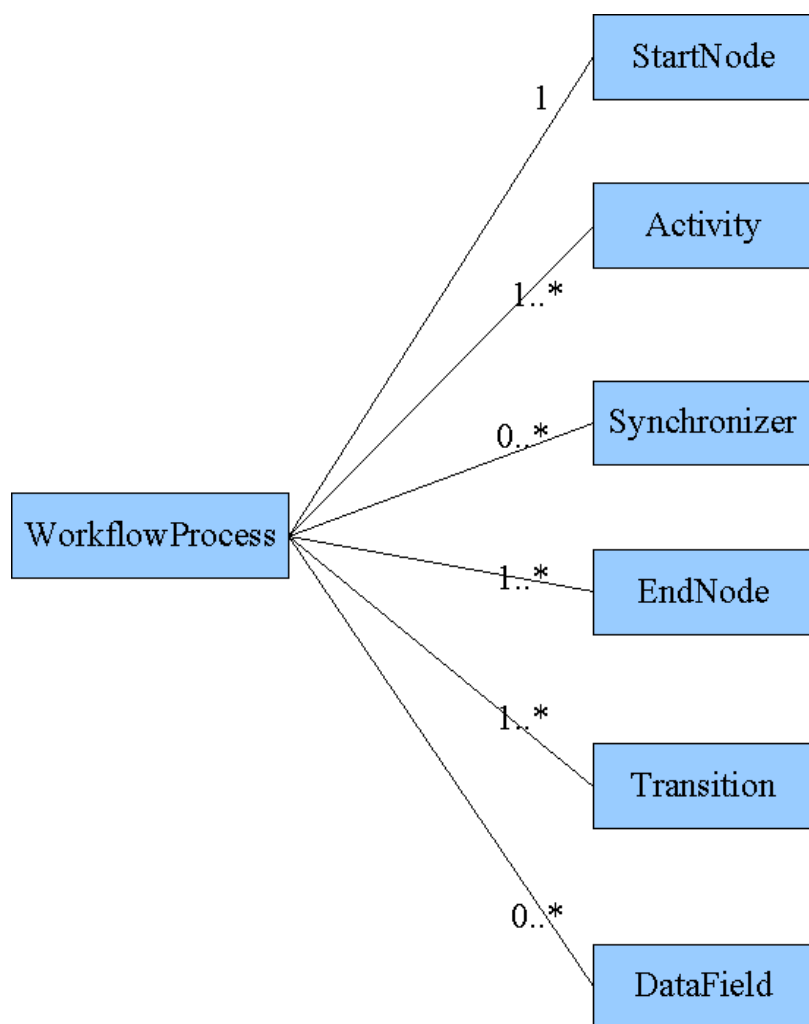 StartNode
1
Activity
1..*
Synchronizer
0..*
WorkflowProcess
EndNode
1..*
1..*
Transition
0..*
DataField